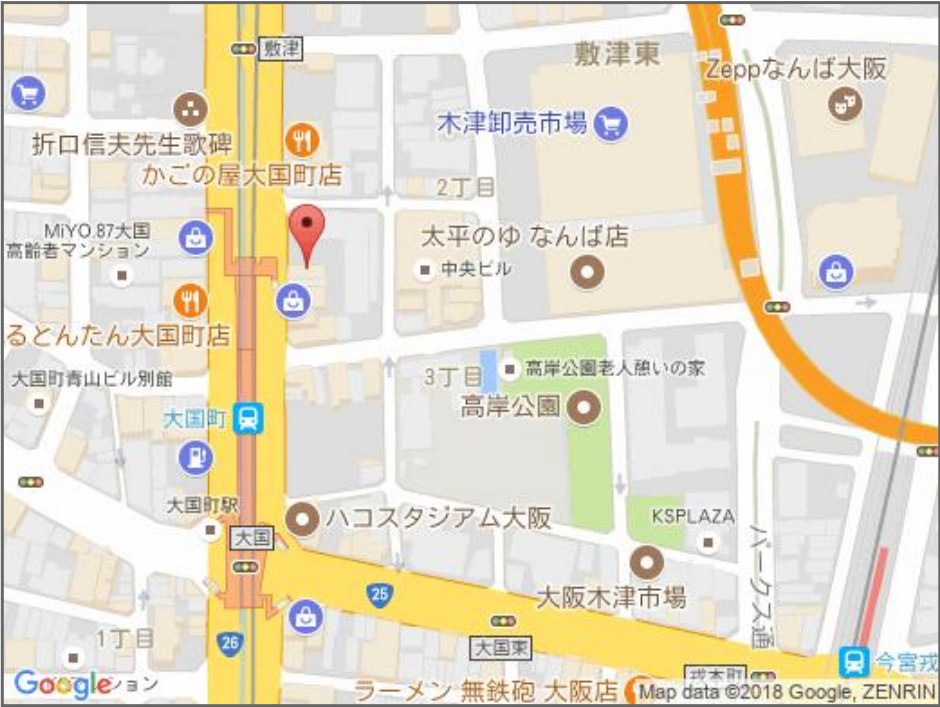 敷津
敷津東
Zeppなんば大阪
木津卸売市場
折口信夫先生歌碑
かごの屋大国町店
2丁目
MiYO.87大国
高齢者マンション
太平のゆ なんば店
中央ビル
るとんたん大国町店
大国町青山ビル別館
3丁目
高岸公園老人憩いの家
高岸公園
大国町
大国町駅
ハコスタジアム大阪
KSPLAZA
大国
パークス通
大阪木津市場
25
26
1丁目
大国東
今宮戎
戎本町
Google
ション
ラーメン 無鉄砲 大阪店
Map data ©2018 Google, ZENRIN